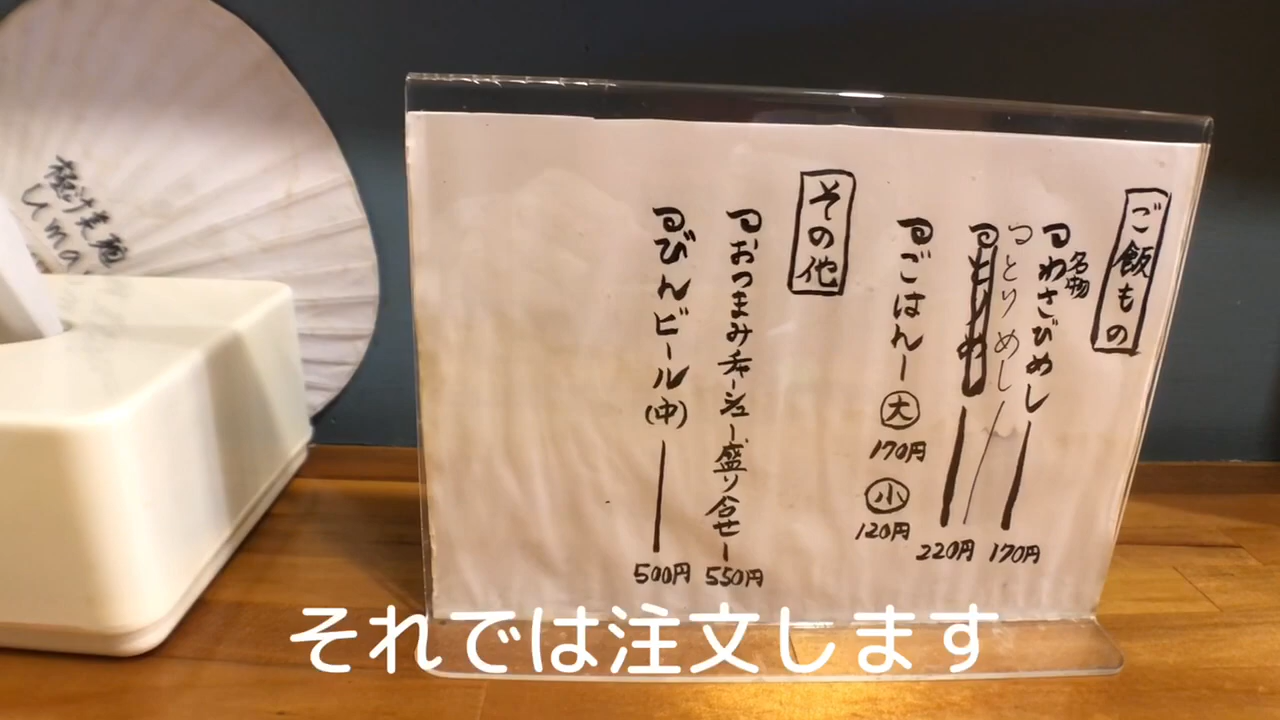 ご飯もの
名物
わさびめし 170円
とりめし 220円
ごはん 大 170円
小 120円
その他
おつまみチャーシュー盛り合せ 550円
びんビール(中) 500円
それでは注文します